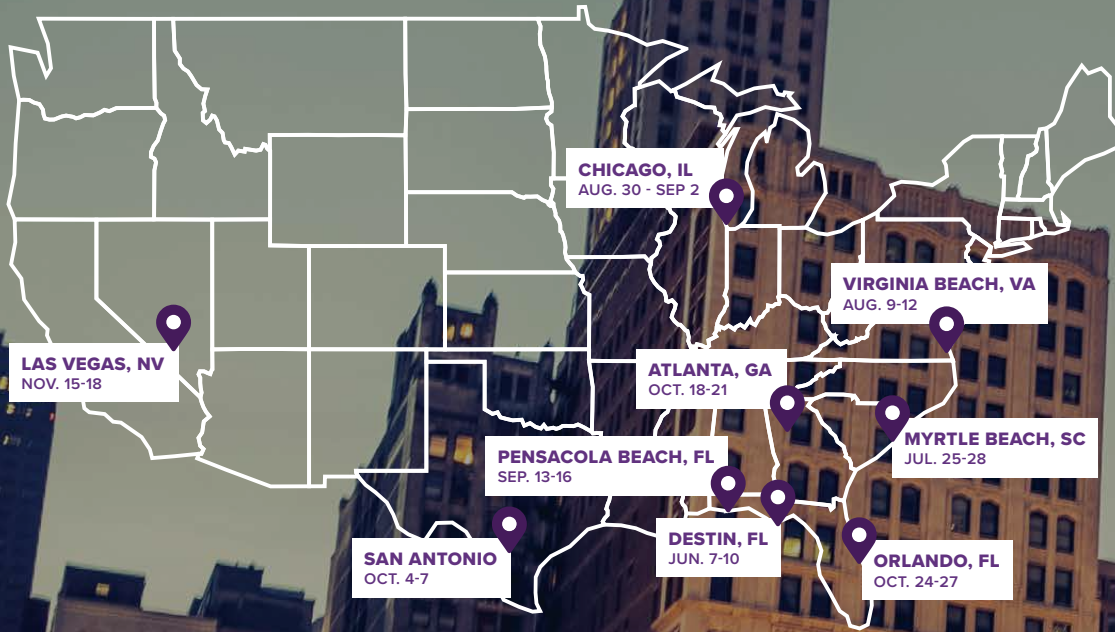 CHICAGO, IL
AUG. 30 - SEP 2
VIRGINIA BEACH, VA
AUG. 9-12
LAS VEGAS, NV
NOV. 15-18
ATLANTA, GA
OCT. 18-21
MYRTLE BEACH, SC
JUL. 25-28
PENSACOLA BEACH, FL
SEP. 13-16
DESTIN, FL
JUN. 7-10
SAN ANTONIO
OCT. 4-7
ORLANDO, FL
OCT. 24-27